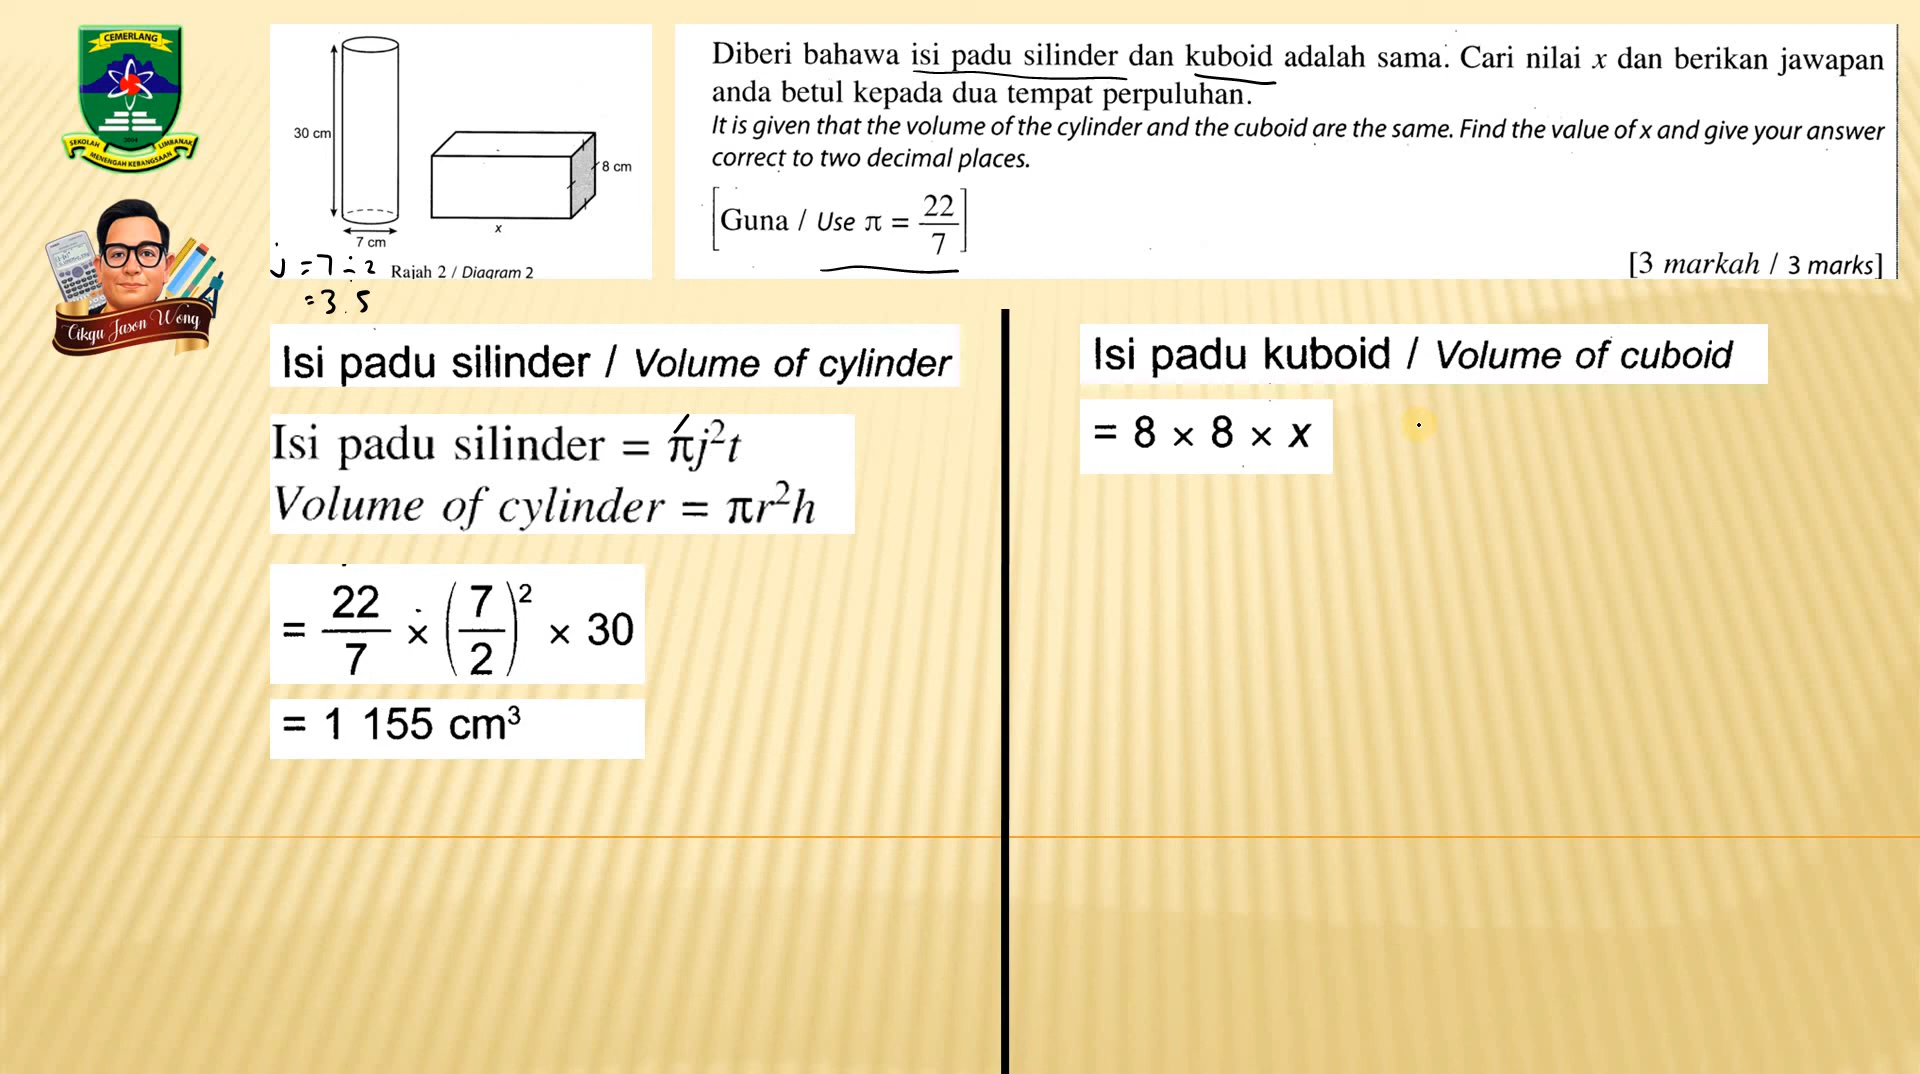 CEMERLANG
2004
SEKOLAH LIMBANAK
MENENGAH KEBANGSAAN
Cikgu Jason Wong
30 cm
8 cm
x
7 cm
j = 7 ÷ 2
= 3.5
Rajah 2 / Diagram 2
Diberi bahawa isi padu silinder dan kuboid adalah sama. Cari nilai x dan berikan jawapan
anda betul kepada dua tempat perpuluhan.
It is given that the volume of the cylinder and the cuboid are the same. Find the value of x and give your answer
correct to two decimal places.
[Guna / Use π = 22/7]
[3 markah / 3 marks]
Isi padu silinder / Volume of cylinder
Isi padu silinder = πj²t
Volume of cylinder = πr²h
= 22/7 × (7/2)² × 30
= 1 155 cm³
Isi padu kuboid / Volume of cuboid
= 8 × 8 × x